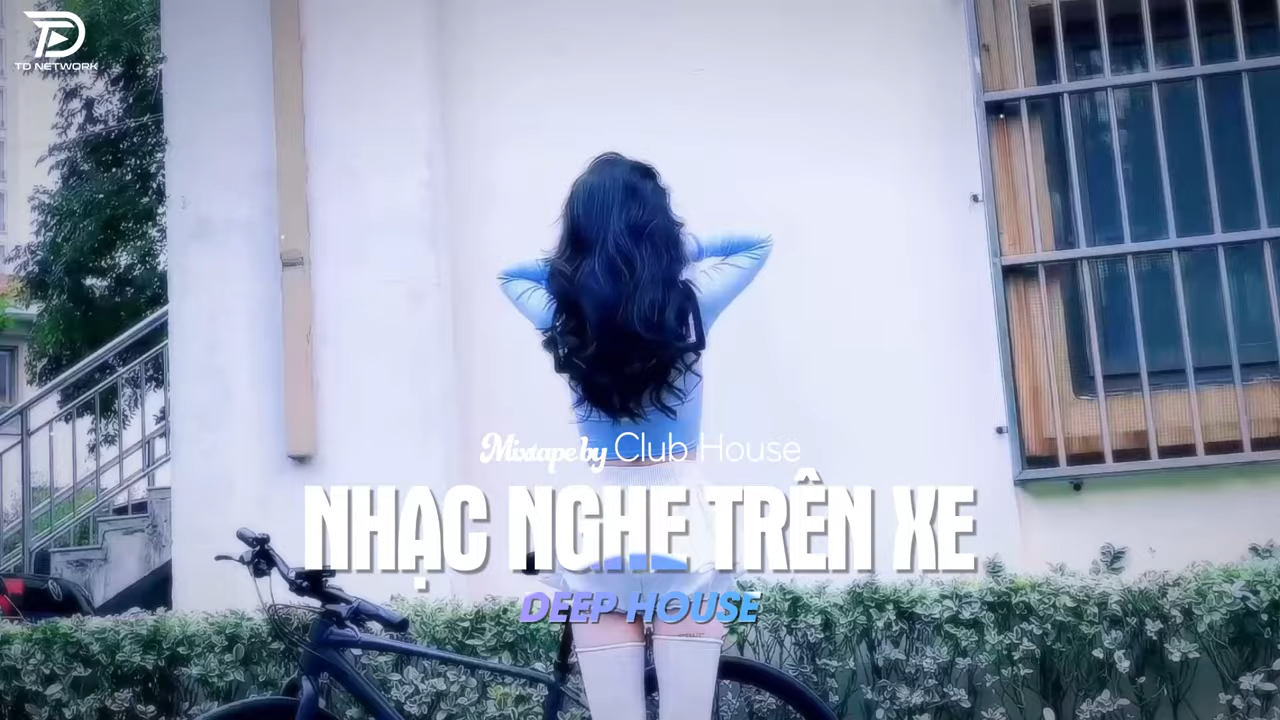 TD NETWORK
Mixtape by Club House
NHẠC NGHE TRÊN XE
DEEP HOUSE